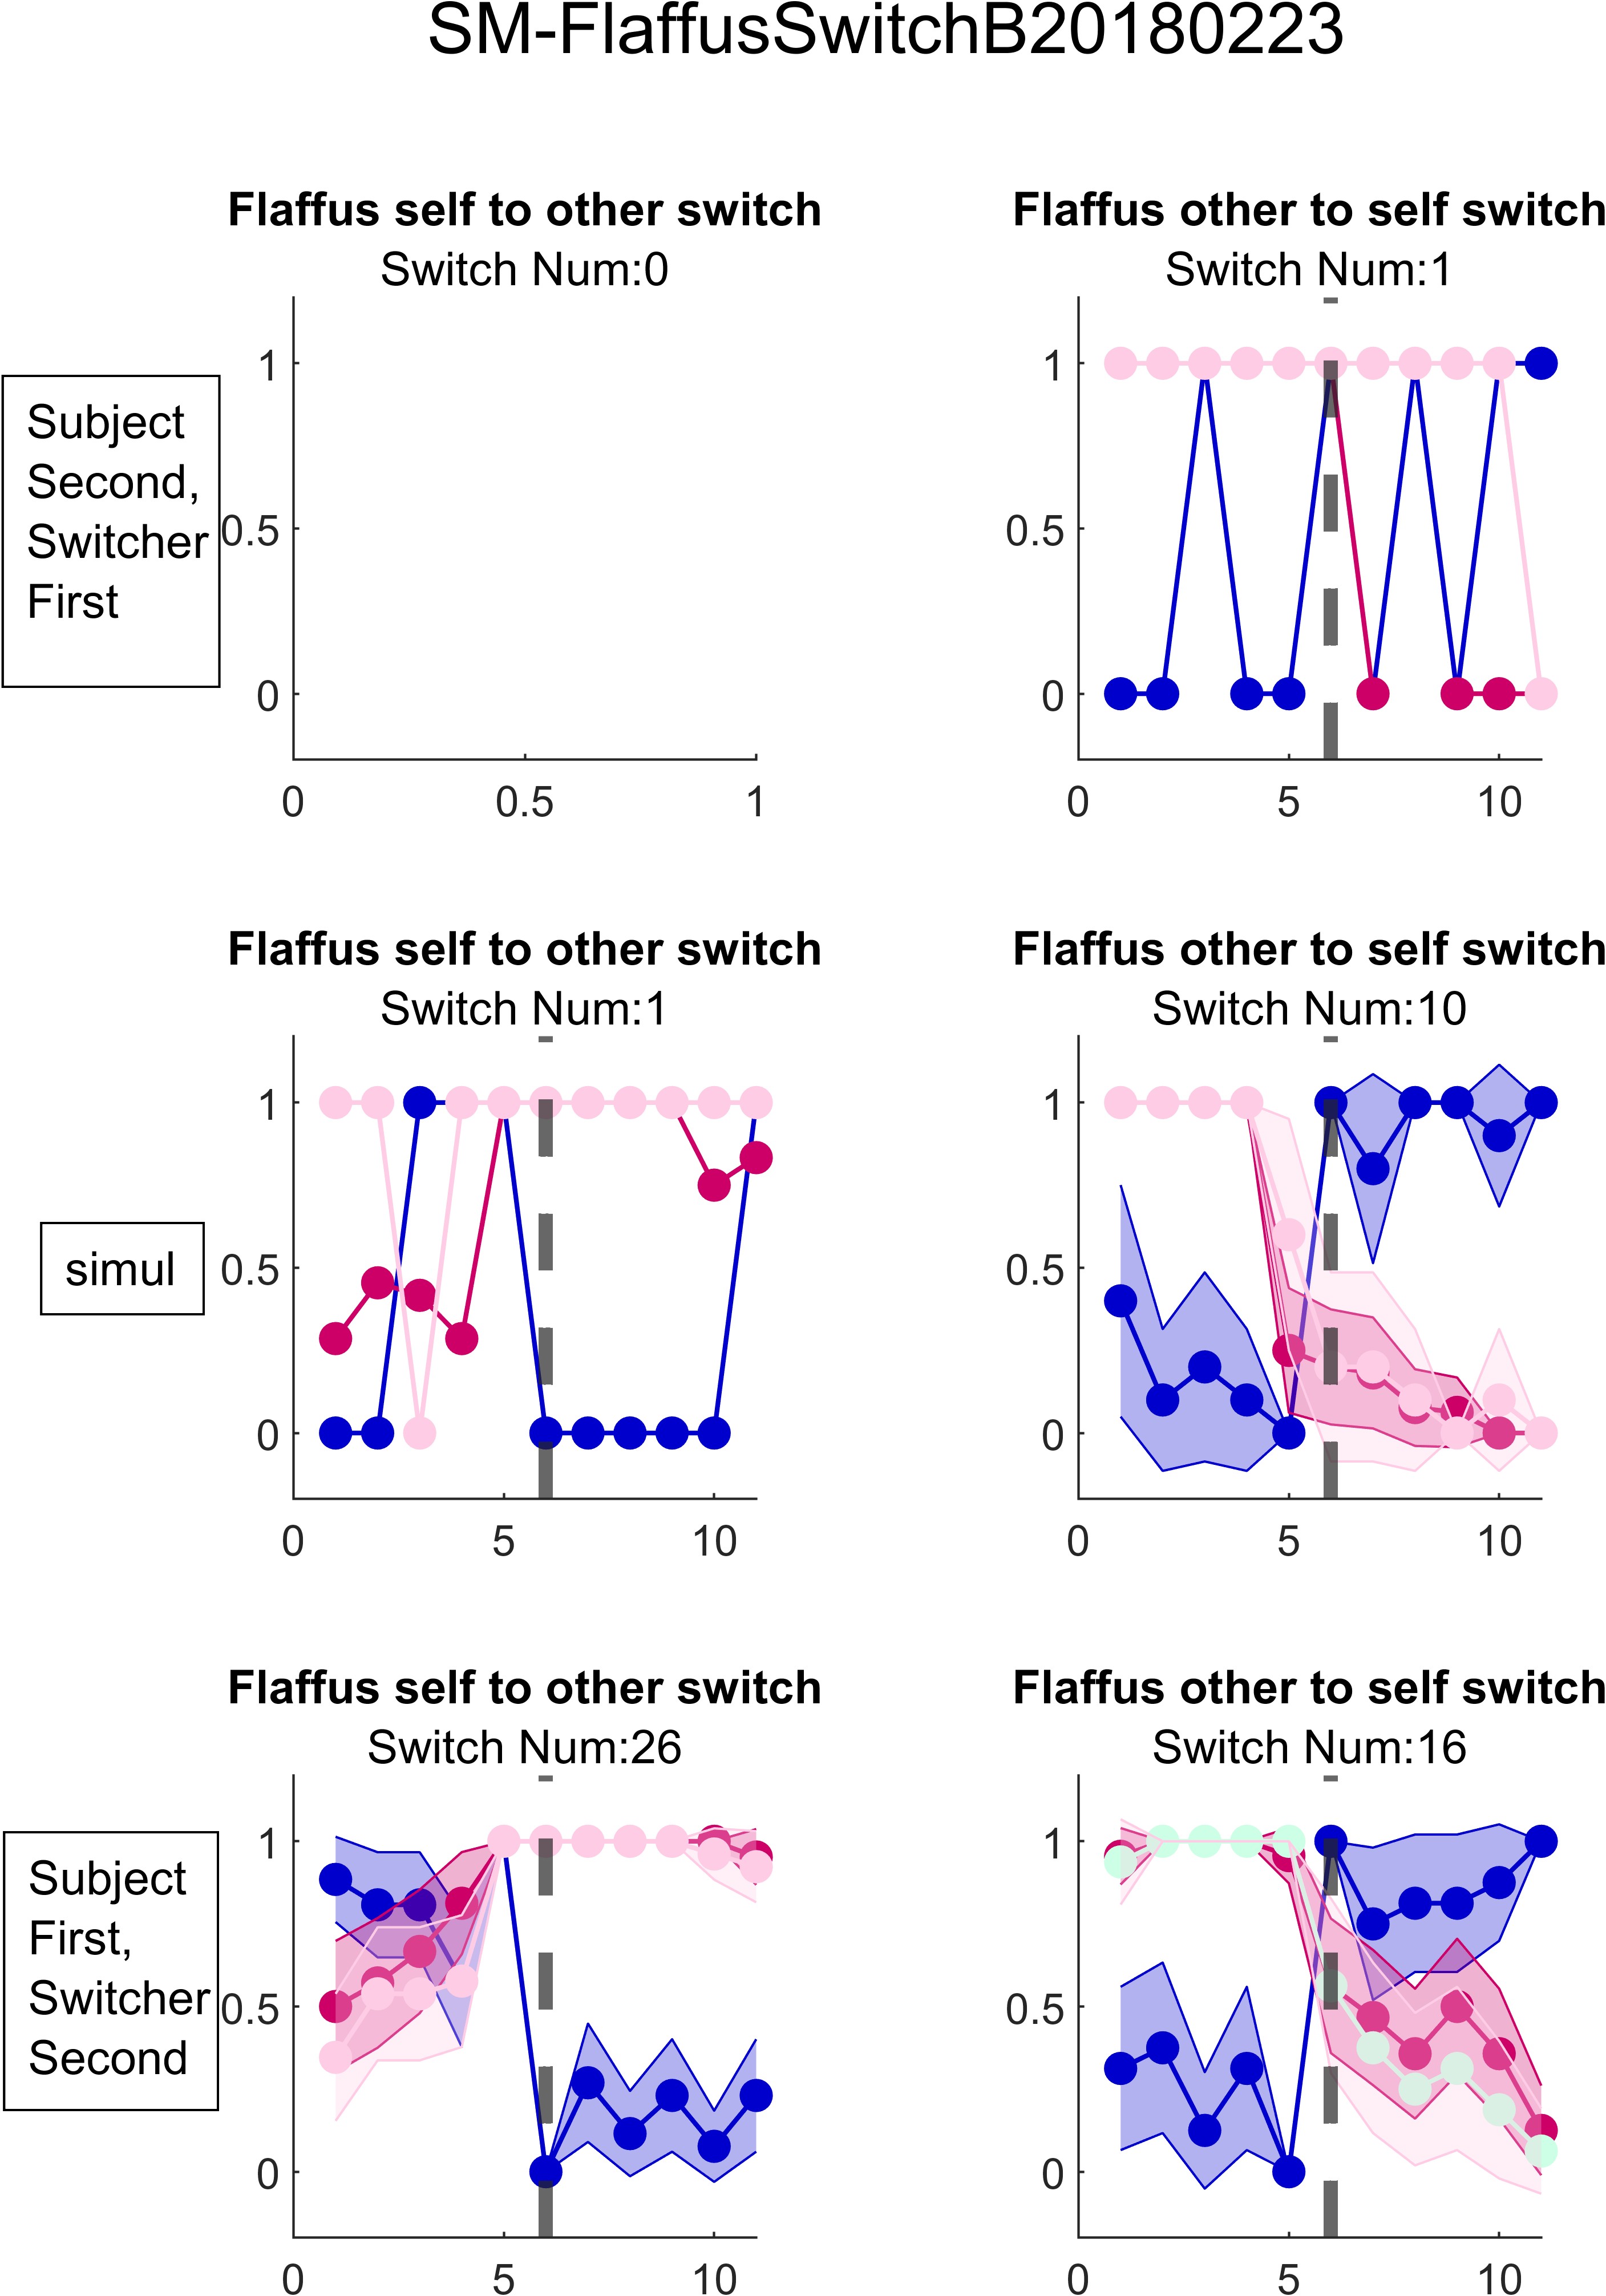 SM-FlaffusSwitchB20180223
Flaffus self to other switch
Switch Num:0
Flaffus other to self switch
Switch Num:1
Subject
Second,
Switcher
First
1
0.5
0
0
0.5
1
1
0.5
0
0
5
10
Flaffus self to other switch
Switch Num:1
Flaffus other to self switch
Switch Num:10
simul
1
0.5
0
0
5
10
1
0.5
0
0
5
10
Flaffus self to other switch
Switch Num:26
Flaffus other to self switch
Switch Num:16
Subject
First,
Switcher
Second
1
0.5
0
0
5
10
1
0.5
0
0
5
10